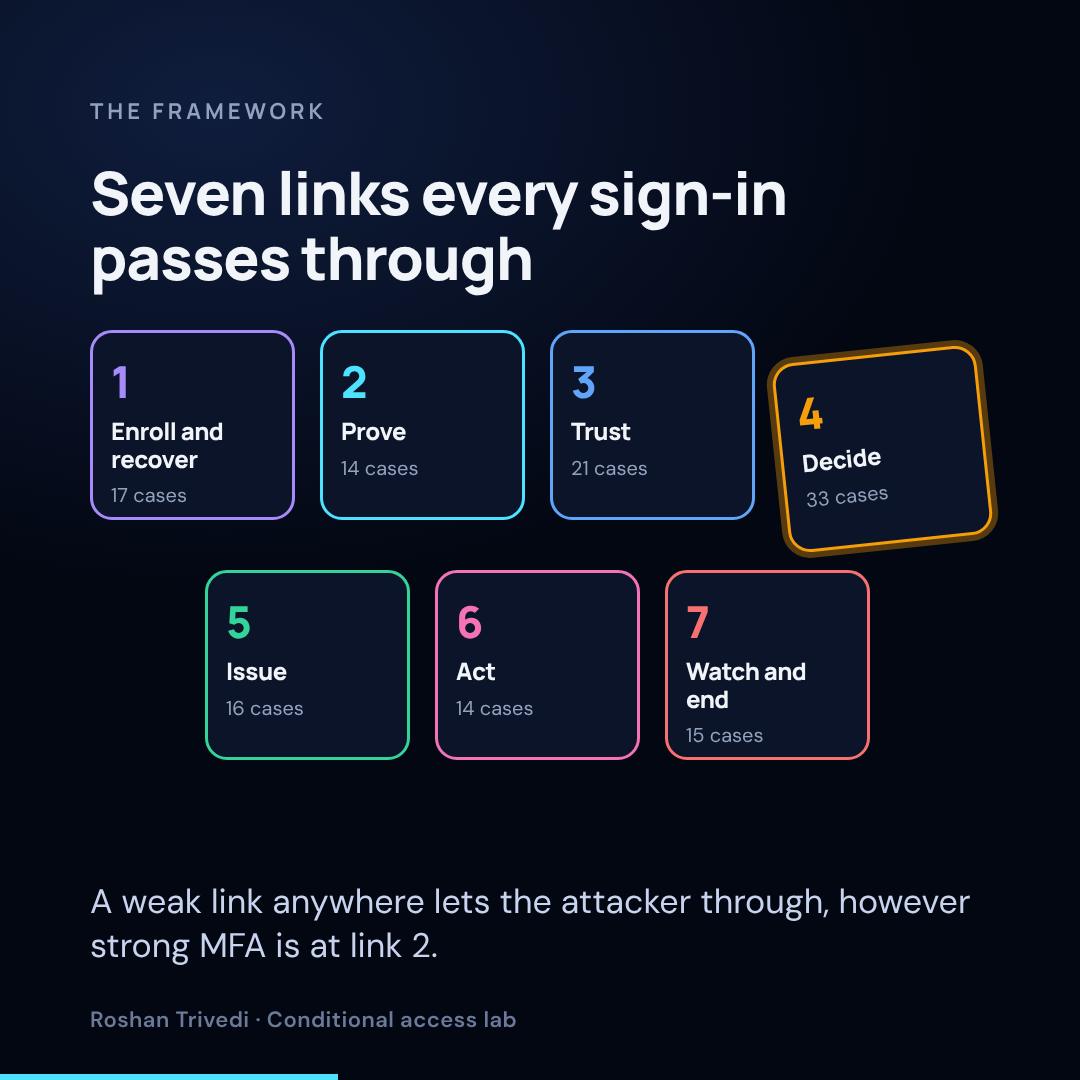 THE FRAMEWORK
Seven links every sign-in
passes through
1
Enroll and
recover
17 cases
2
Prove
14 cases
3
Trust
21 cases
4
Decide
33 cases
5
Issue
16 cases
6
Act
14 cases
7
Watch and
end
15 cases
A weak link anywhere lets the attacker through, however
strong MFA is at link 2.
Roshan Trivedi · Conditional access lab